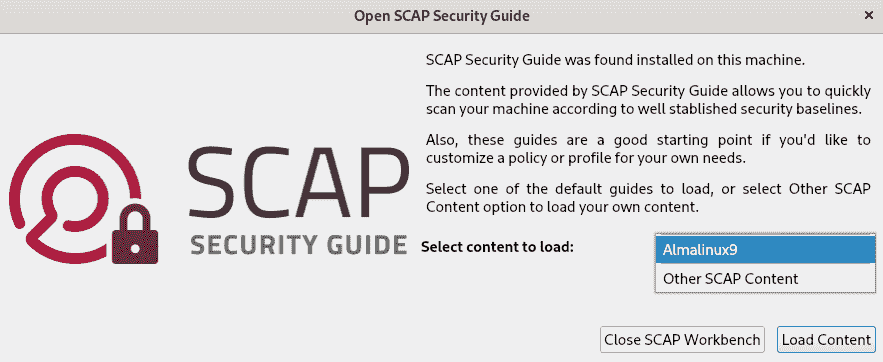 Open SCAP Security Guide
×
SCAP Security Guide was found installed on this machine.
The content provided by SCAP Security Guide allows you to quickly
scan your machine according to well stablished security baselines.
Also, these guides are a good starting point if you'd like to
customize a policy or profile for your own needs.
Select one of the default guides to load, or select Other SCAP
Content option to load your own content.
SCAP
SECURITY GUIDE
Select content to load:
Almalinux9
Other SCAP Content
Close SCAP Workbench
Load Content